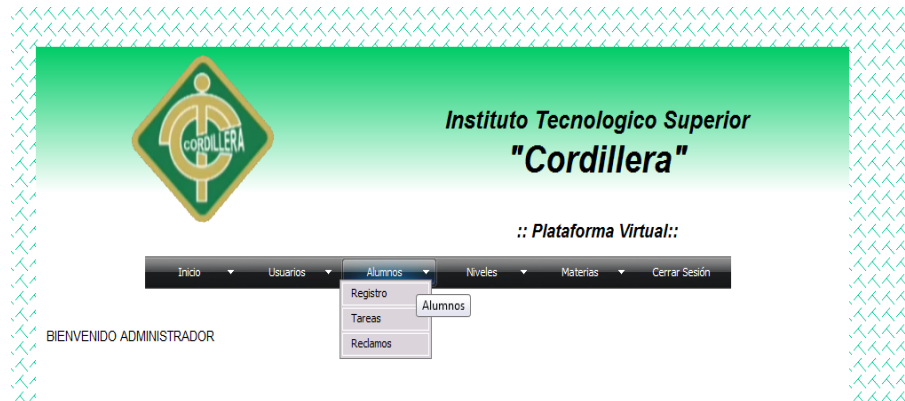 CORDILLERA
Instituto Tecnologico Superior
"Cordillera"
:: Plataforma Virtual::
Inicio Usuarios Alumnos Niveles Materias Cerrar Sesión
Registro
Alumnos
Tareas
Reclamos
BIENVENIDO ADMINISTRADOR